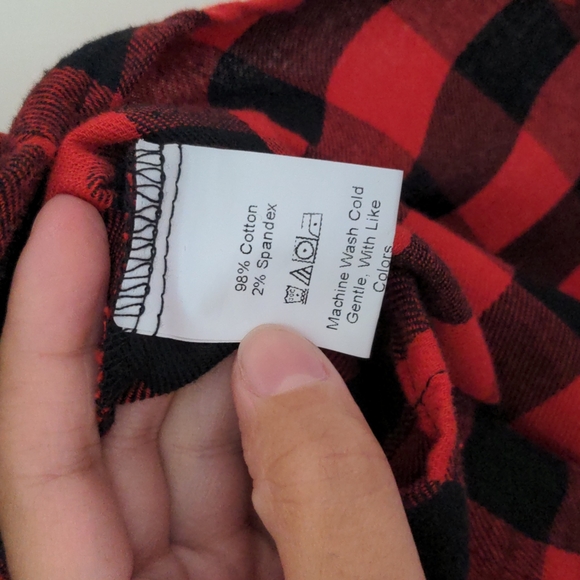 98% Cotton
2% Spandex
Machine Wash Cold
Gentle, With Like
Colors